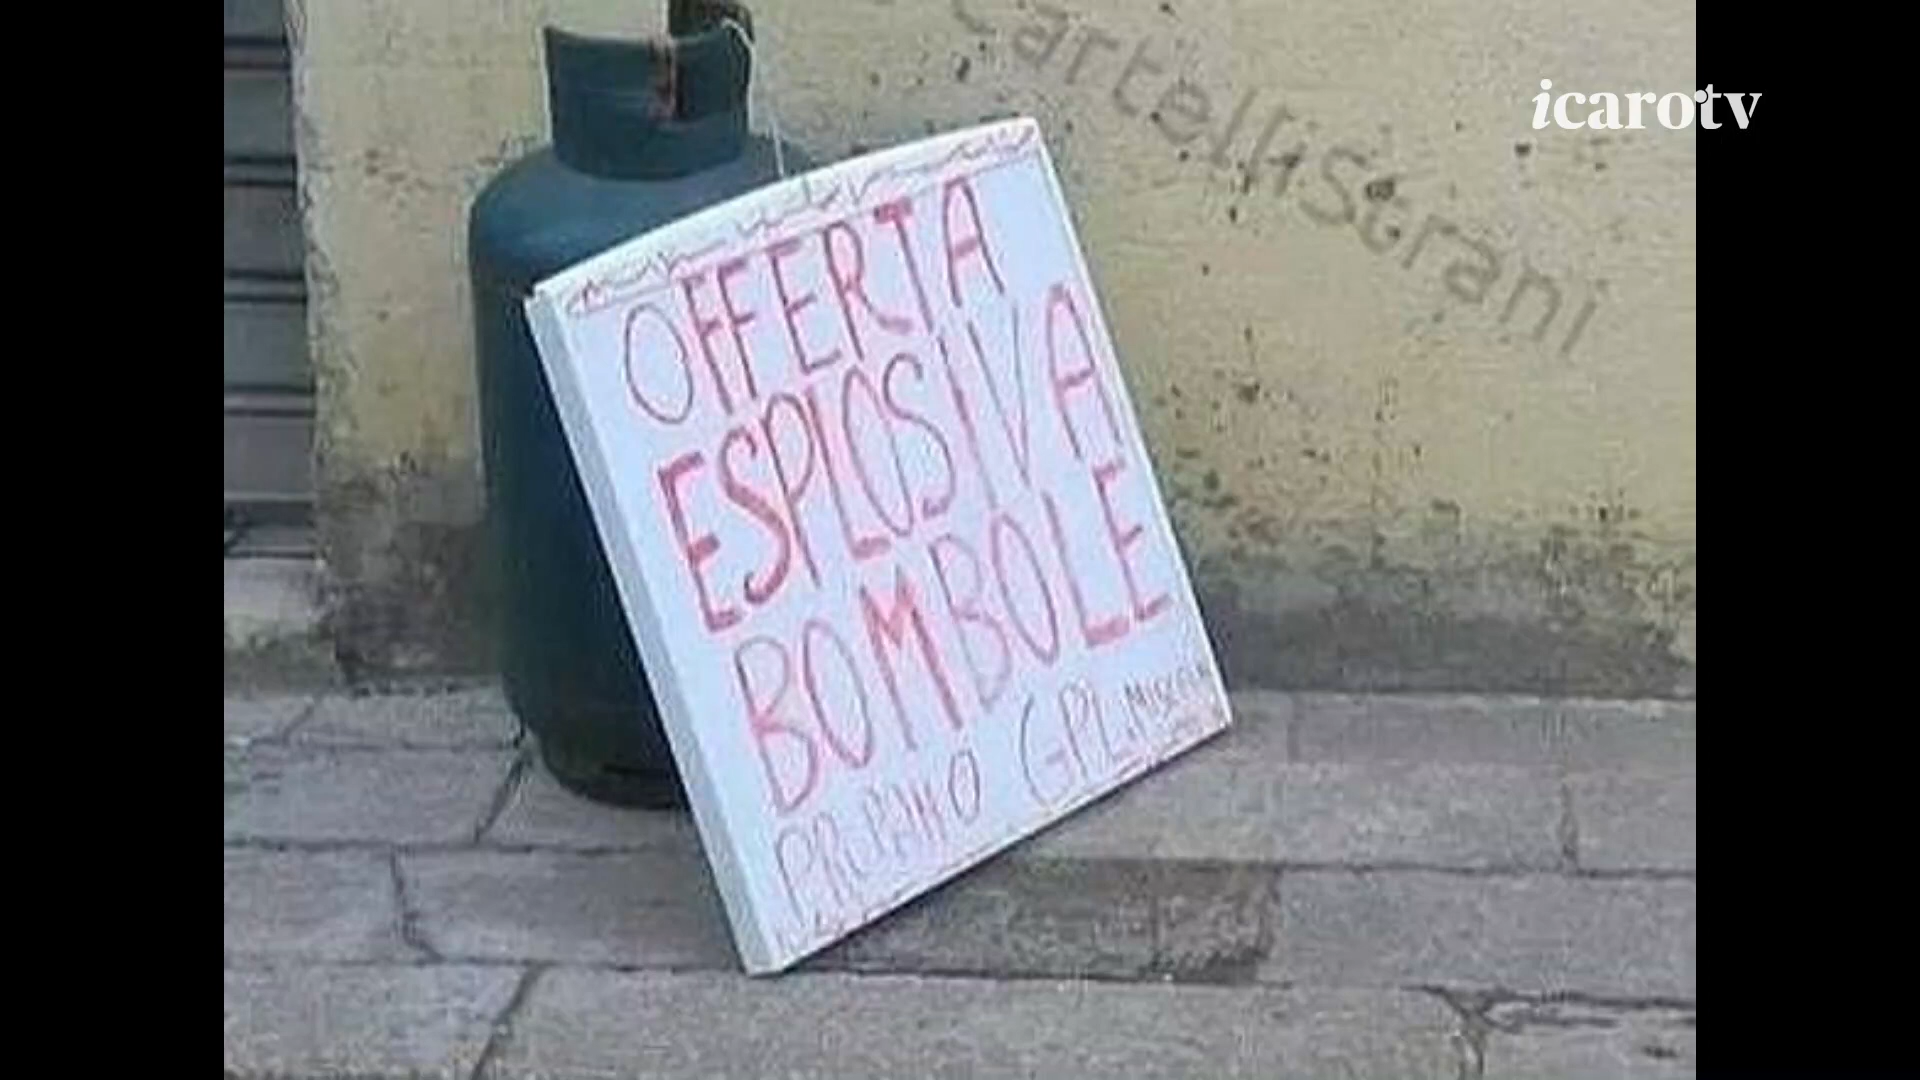 cartelliStrani
icarotv
OFFERTA
ESPLOSIVA
BOMBOLE
PROPANO GPL